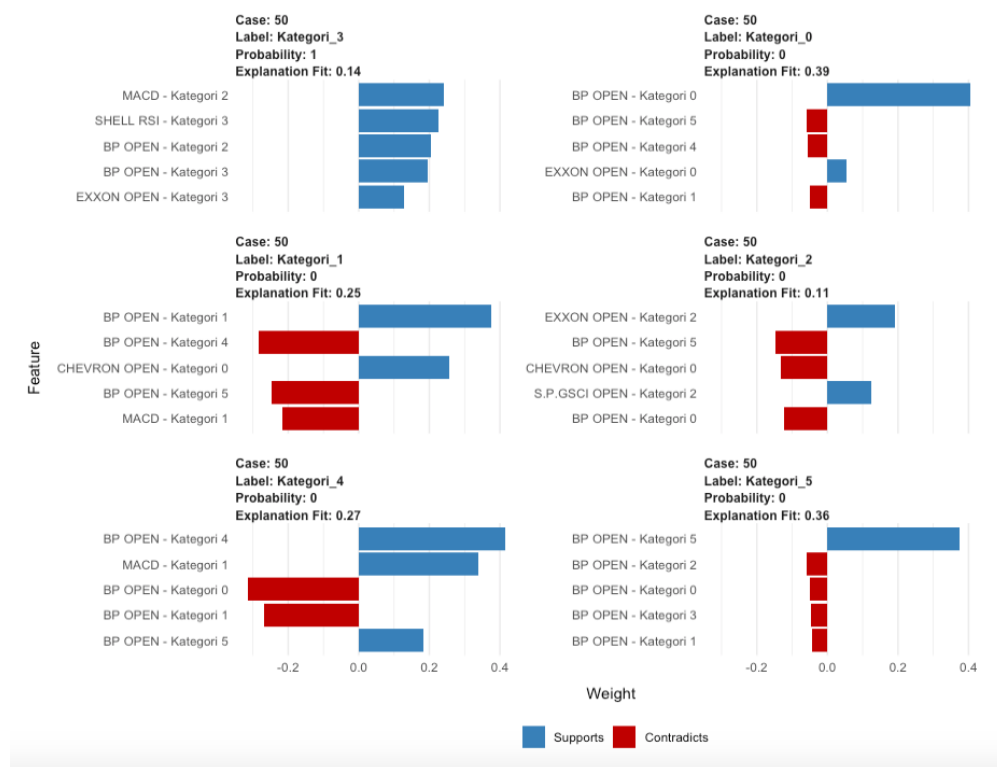 Case: 50
Label: Kategori_3
Probability: 1
Explanation Fit: 0.14
MACD - Kategori 2
SHELL RSI - Kategori 3
BP OPEN - Kategori 2
BP OPEN - Kategori 3
EXXON OPEN - Kategori 3
Case: 50
Label: Kategori_0
Probability: 0
Explanation Fit: 0.39
BP OPEN - Kategori 0
BP OPEN - Kategori 5
BP OPEN - Kategori 4
EXXON OPEN - Kategori 0
BP OPEN - Kategori 1
Case: 50
Label: Kategori_1
Probability: 0
Explanation Fit: 0.25
BP OPEN - Kategori 1
BP OPEN - Kategori 4
CHEVRON OPEN - Kategori 0
BP OPEN - Kategori 5
MACD - Kategori 1
Case: 50
Label: Kategori_2
Probability: 0
Explanation Fit: 0.11
EXXON OPEN - Kategori 2
BP OPEN - Kategori 5
CHEVRON OPEN - Kategori 0
S.P.GSCI OPEN - Kategori 2
BP OPEN - Kategori 0
Feature
Case: 50
Label: Kategori_4
Probability: 0
Explanation Fit: 0.27
BP OPEN - Kategori 4
MACD - Kategori 1
BP OPEN - Kategori 0
BP OPEN - Kategori 1
BP OPEN - Kategori 5
-0.2 0.0 0.2 0.4
Case: 50
Label: Kategori_5
Probability: 0
Explanation Fit: 0.36
BP OPEN - Kategori 5
BP OPEN - Kategori 2
BP OPEN - Kategori 0
BP OPEN - Kategori 3
BP OPEN - Kategori 1
-0.2 0.0 0.2 0.4
Weight
Supports Contradicts